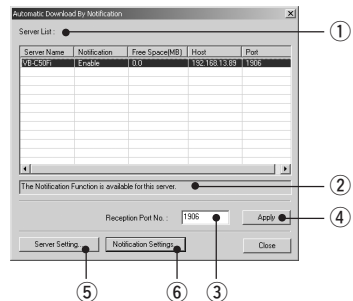 Automatic Download By Notification
Server List :
①
Server Name Notification Free Space(MB) Host Port
VB-C50Fi Enable 0.0 192.168.13.89 1906
The Notification Function is available for this server.
②
Reception Port No. : 1906 Apply
④
Server Setting... Notification Settings... Close
⑤ ⑥ ③